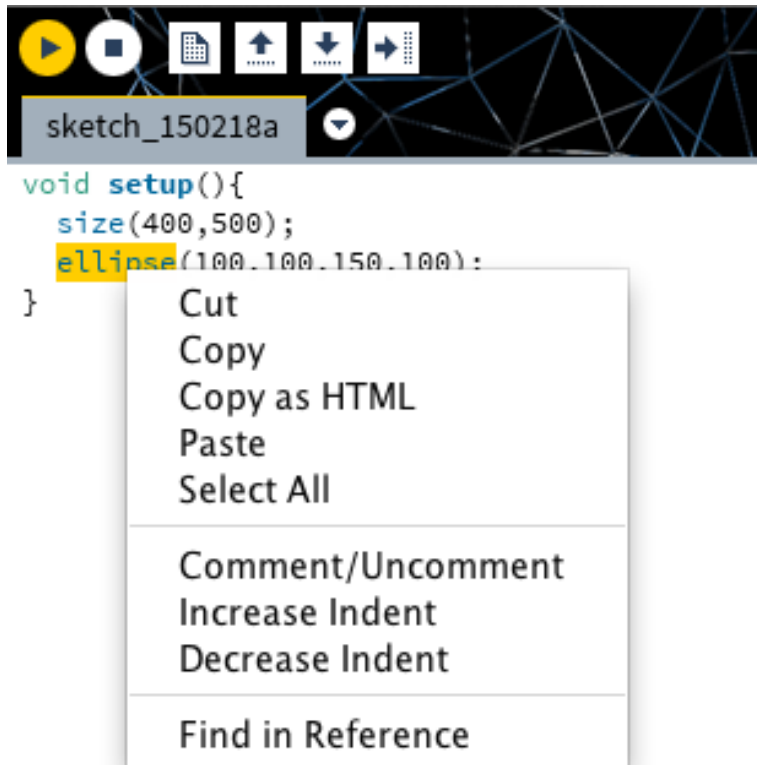 sketch_150218a
void setup(){
  size(400,500);
  ellipse(100,100,150,100);
}
Cut
Copy
Copy as HTML
Paste
Select All
Comment/Uncomment
Increase Indent
Decrease Indent
Find in Reference